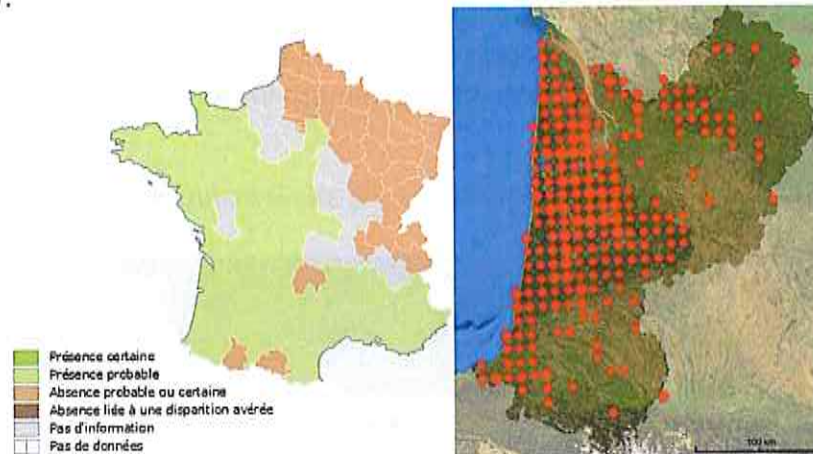 Présence certaine
Présence probable
Absence probable ou certaine
Absence liée à une disparition avérée
Pas d'information
Pas de données
100 km